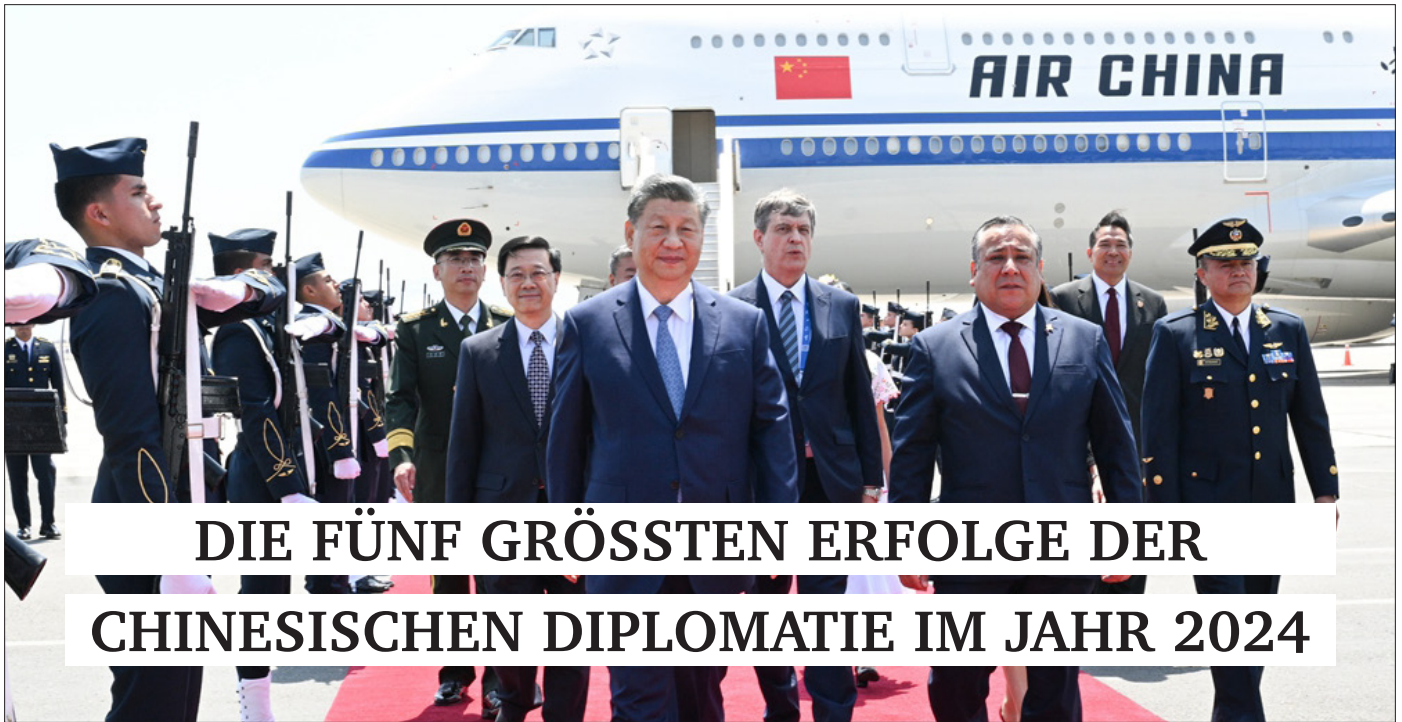 AIR CHINA
DIE FÜNF GRÖSSTEN ERFOLGE DER
CHINESISCHEN DIPLOMATIE IM JAHR 2024